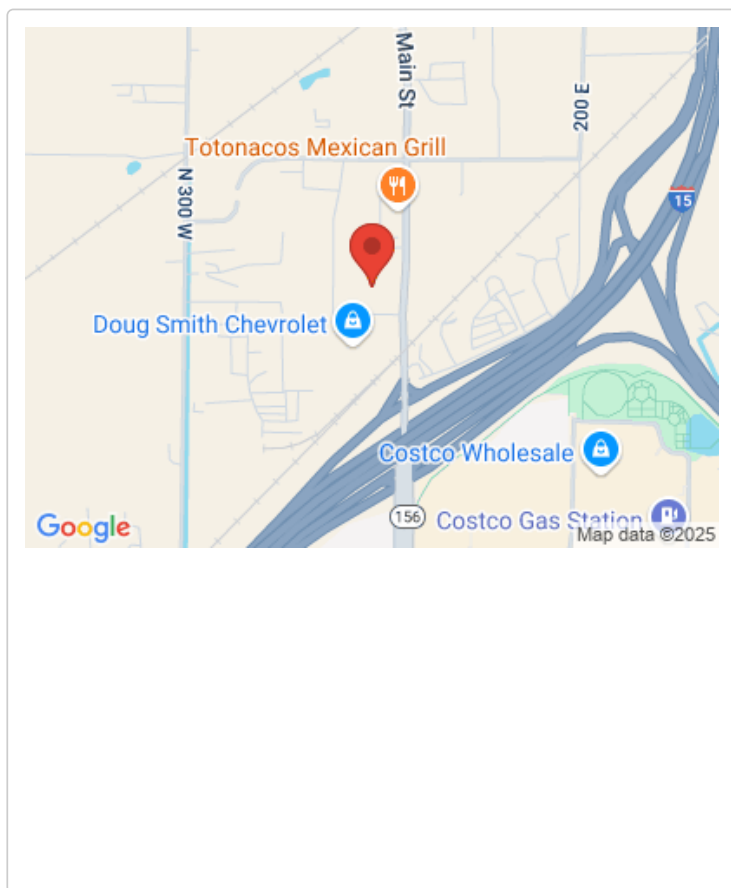 Main St
200 E
Totonacos Mexican Grill
N 300 W
15
Doug Smith Chevrolet
Costco Wholesale
156
Costco Gas Station
Google
Map data ©2025